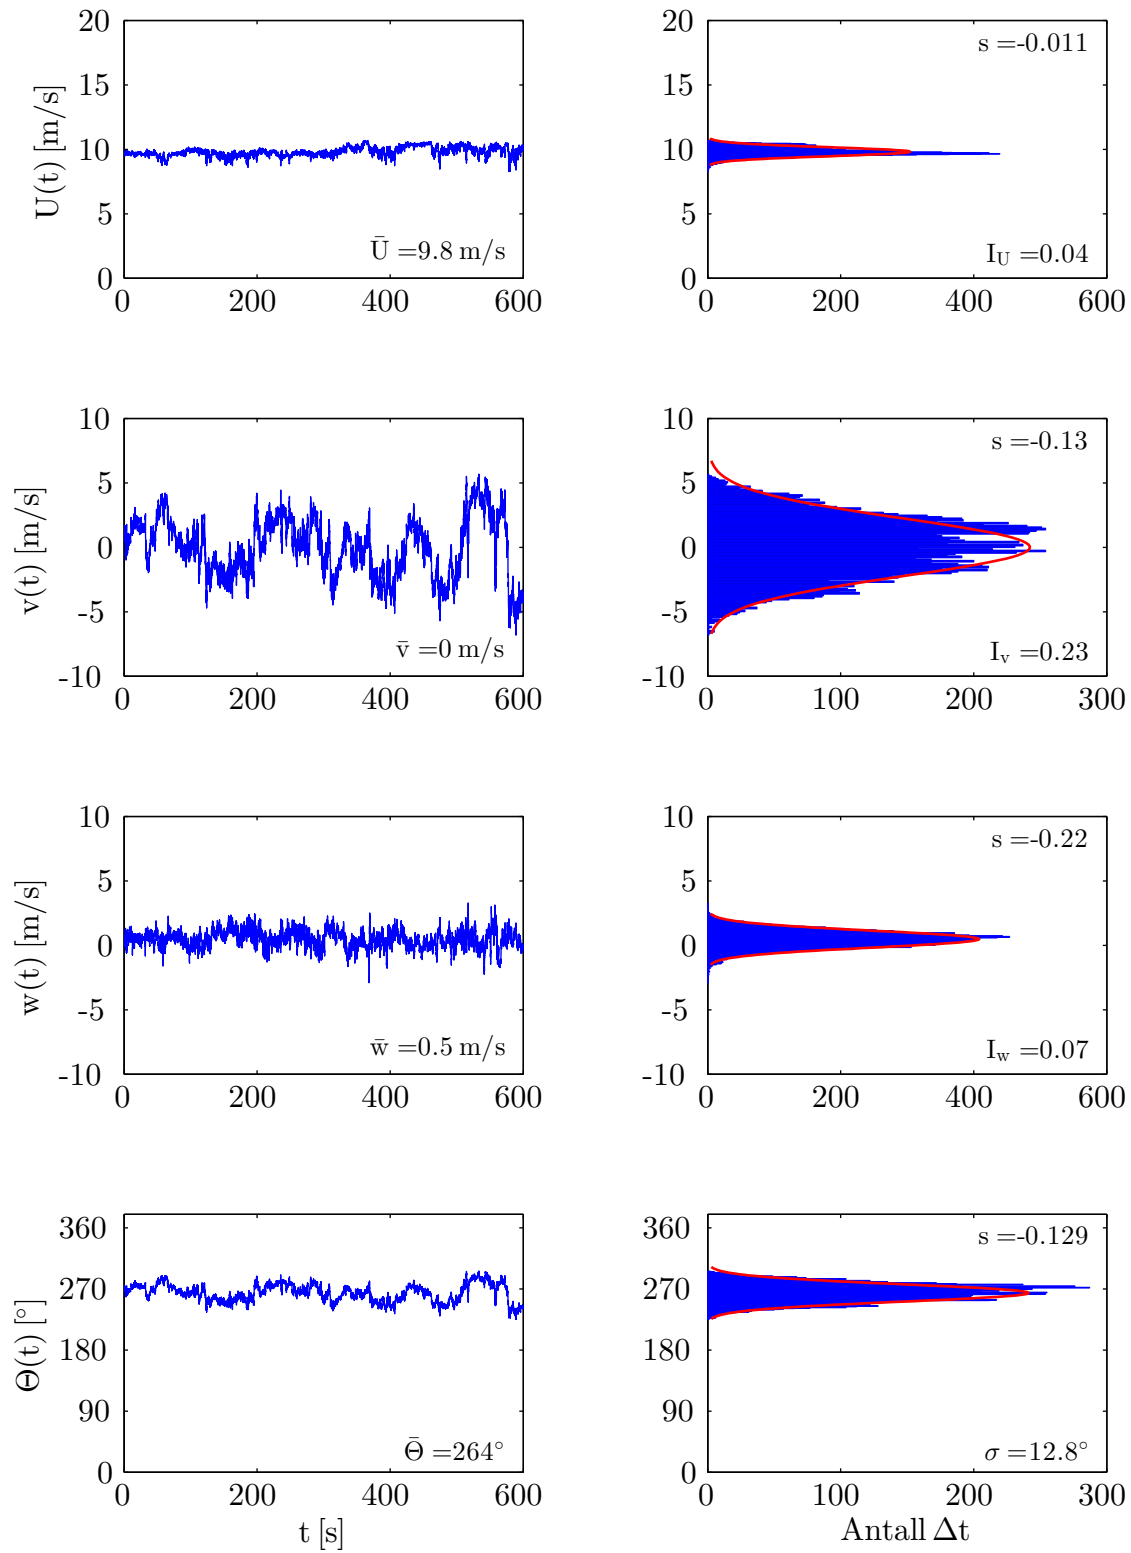 20
15
10
5
0
U(t) [m/s]
Ū =9.8 m/s
0 200 400 600
s =-0.011
20
15
10
5
0
I_U =0.04
0 200 400 600
10
5
0
-5
-10
v(t) [m/s]
v̄ =0 m/s
0 200 400 600
s =-0.13
10
5
0
-5
-10
I_v =0.23
0 100 200 300
10
5
0
-5
-10
w(t) [m/s]
w̄ =0.5 m/s
0 200 400 600
s =-0.22
10
5
0
-5
-10
I_w =0.07
0 200 400 600
360
270
180
90
0
Θ(t) [°]
Θ̄ =264°
0 200 400 600
t [s]
s =-0.129
360
270
180
90
0
σ =12.8°
0 100 200 300
Antall Δt